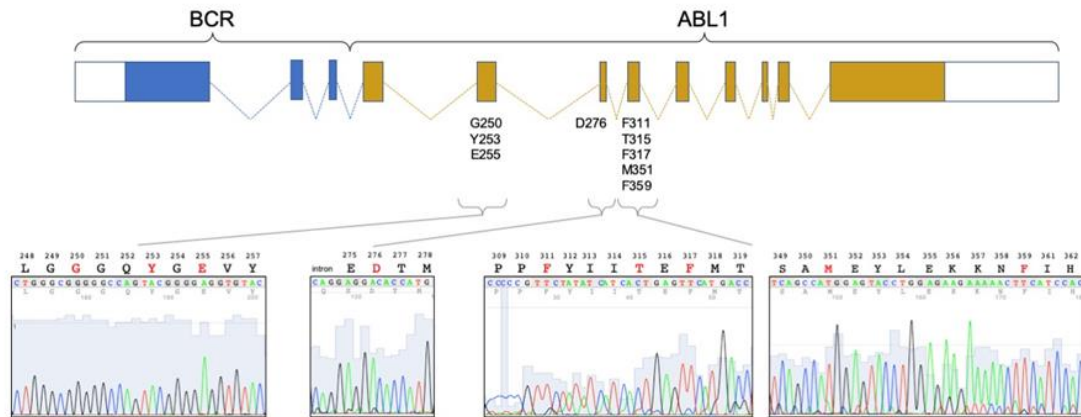 BCR ABL1
G250 D276 F311
Y253 T315
E255 F317
M351
F359
248 249 250 251 252 253 254 255 256 257
L G G G Q Y G E V Y
CTGGGCGGGGGCCAGTACGGGGAGGTGTAC
275 276 277 278
intron E D T M
CAGGAGGACACCATG
309 310 311 312 313 314 315 316 317 318 319
P P F Y I I T E F M T
CCCCCGTTCTATATCATCACTGAGTTCATGACC
349 350 351 352 353 354 355 356 357 358 359 361 362
S A M E Y L E K K N F I H
TCAGCCATGGAGTACCTGGAGAAGAAAAACTTCATCCAC